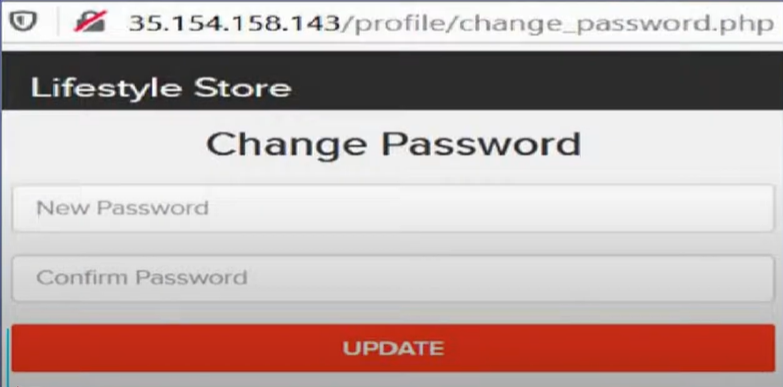 35.154.158.143/profile/change_password.php
Lifestyle Store
Change Password
New Password
Confirm Password
UPDATE